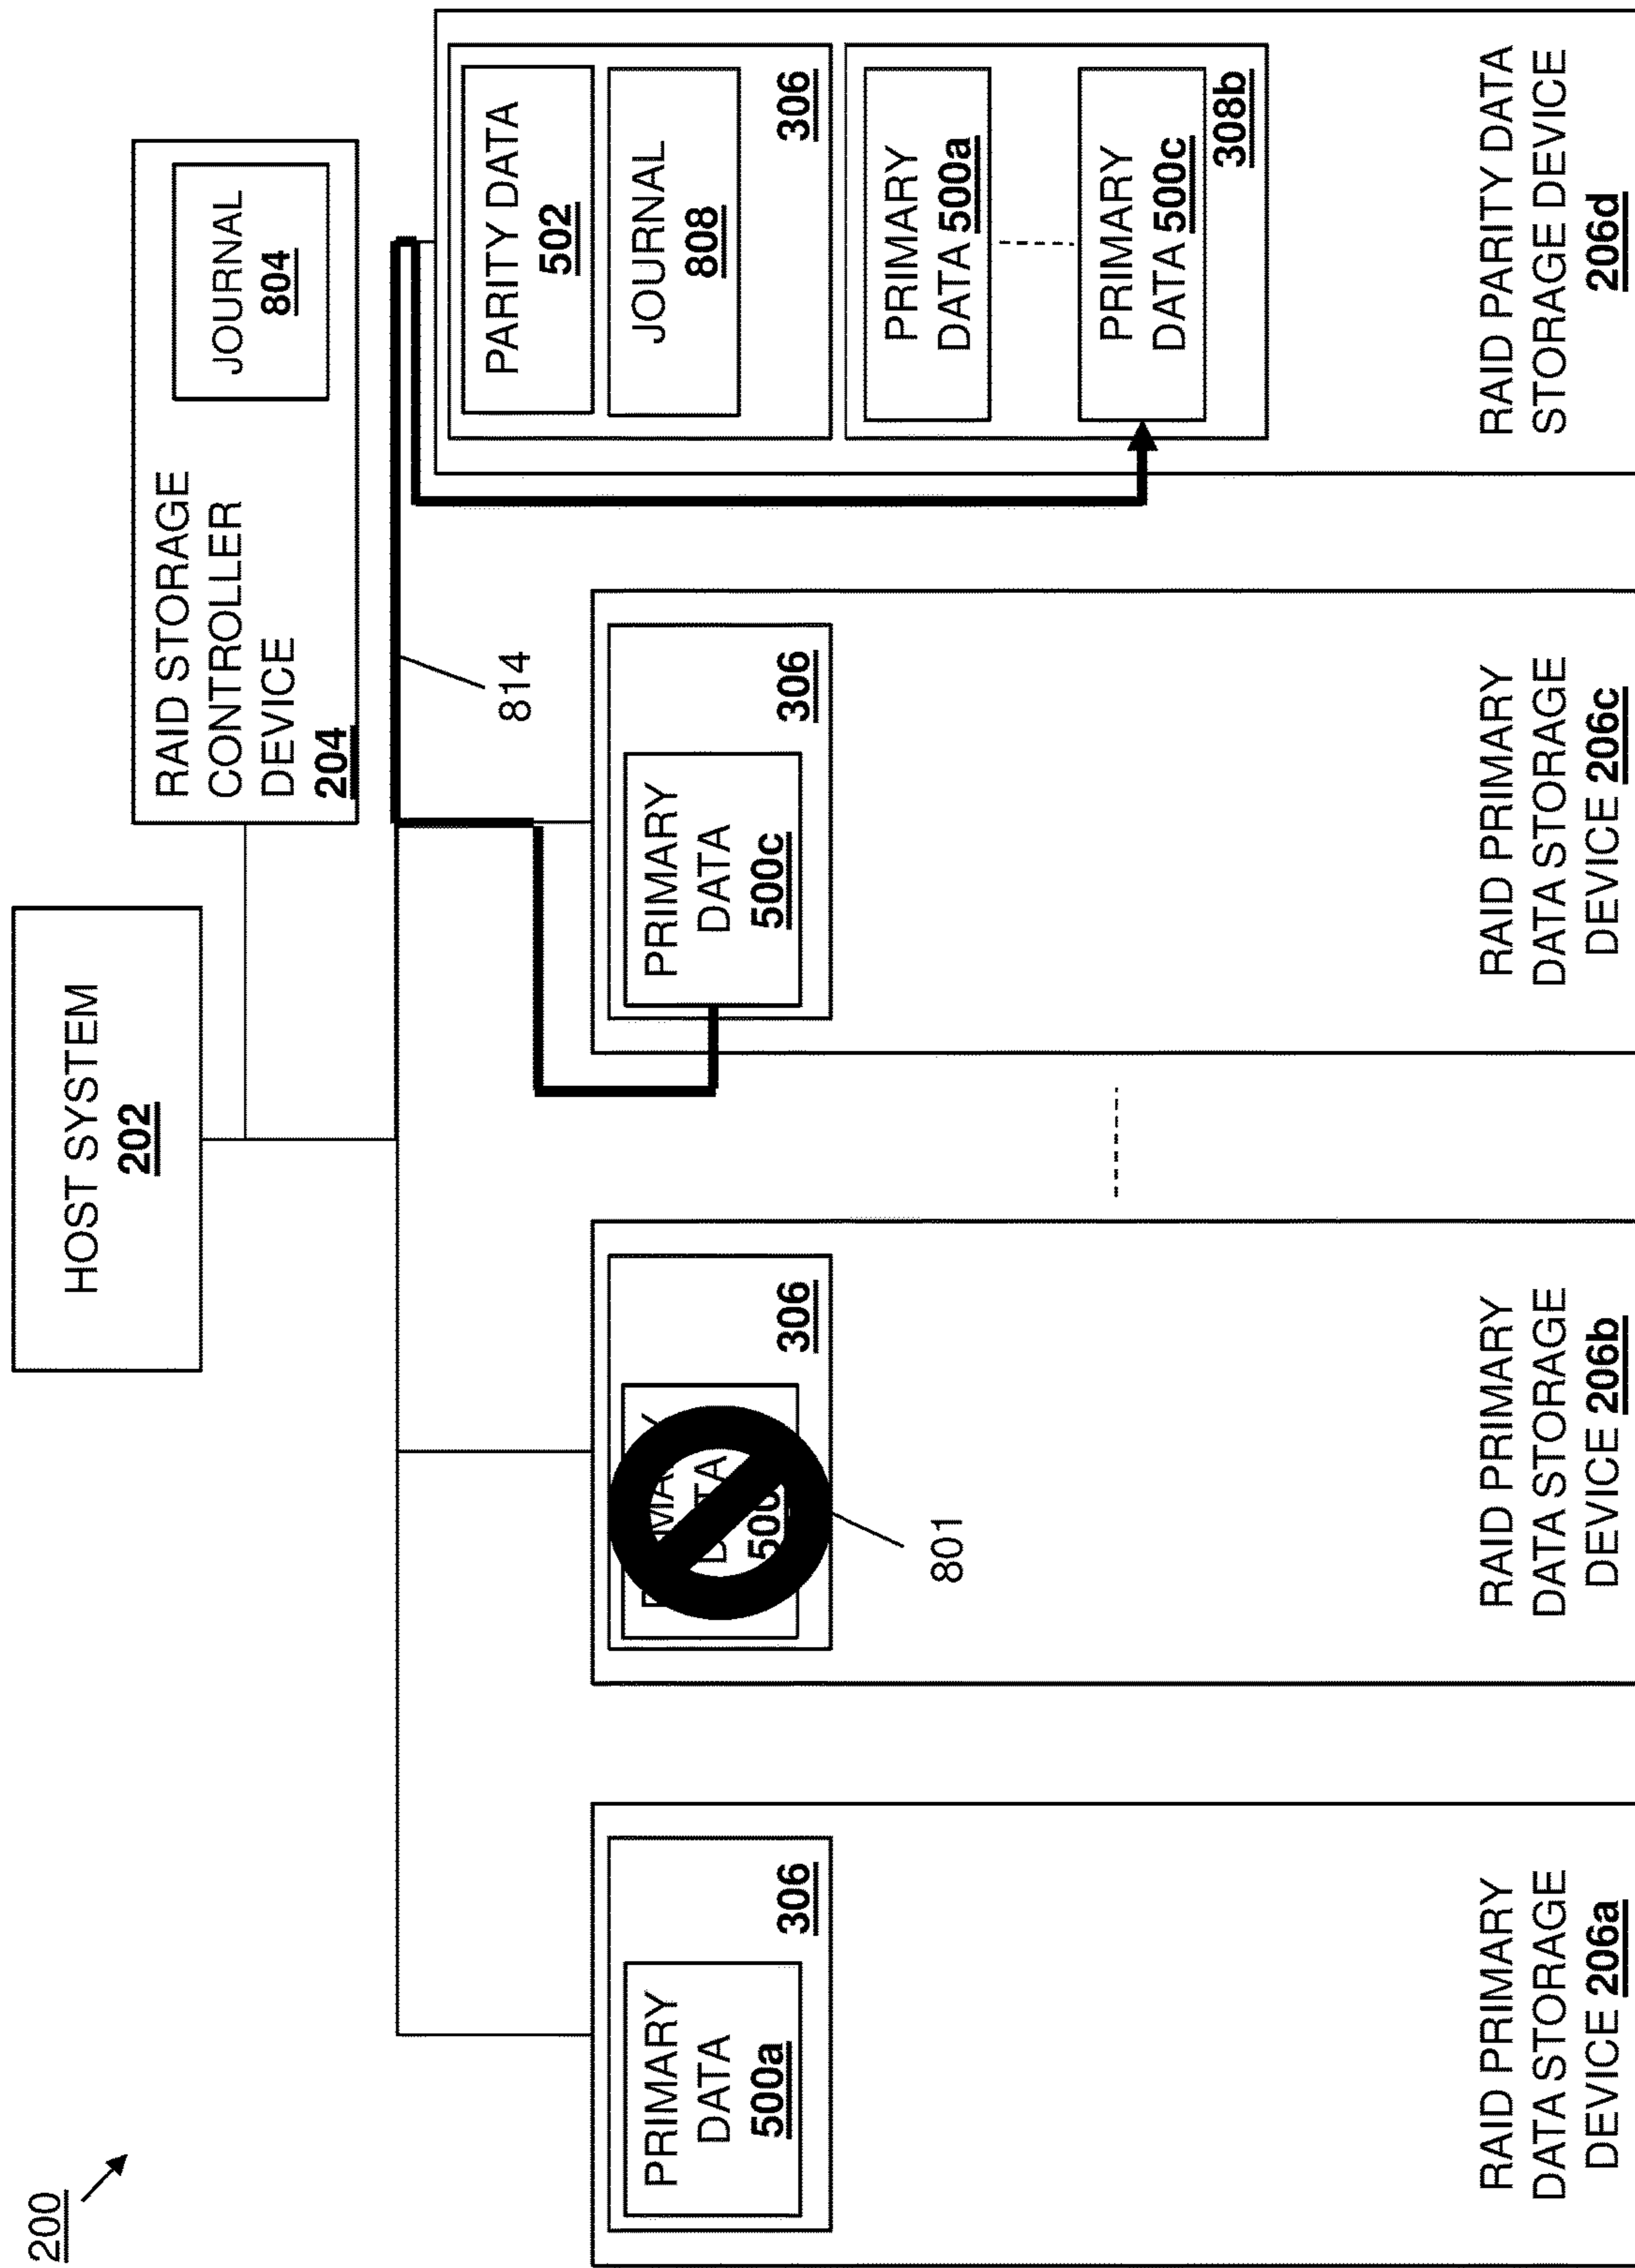 200
HOST SYSTEM
202
RAID STORAGE
CONTROLLER
DEVICE
204
JOURNAL
804
814
801
PRIMARY
DATA
500a
306
RAID PRIMARY
DATA STORAGE
DEVICE 206a
306
RAID PRIMARY
DATA STORAGE
DEVICE 206b
PRIMARY
DATA
500c
306
RAID PRIMARY
DATA STORAGE
DEVICE 206c
PARITY DATA
502
JOURNAL
808
306
PRIMARY
DATA 500a
PRIMARY
DATA 500c
308b
RAID PARITY DATA
STORAGE DEVICE
206d